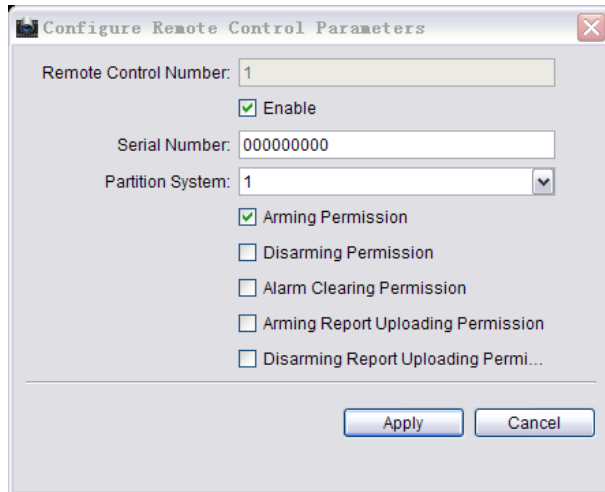 Configure Remote Control Parameters
Remote Control Number: 1
Enable
Serial Number: 000000000
Partition System: 1
Arming Permission
Disarming Permission
Alarm Clearing Permission
Arming Report Uploading Permission
Disarming Report Uploading Permi...
Apply Cancel